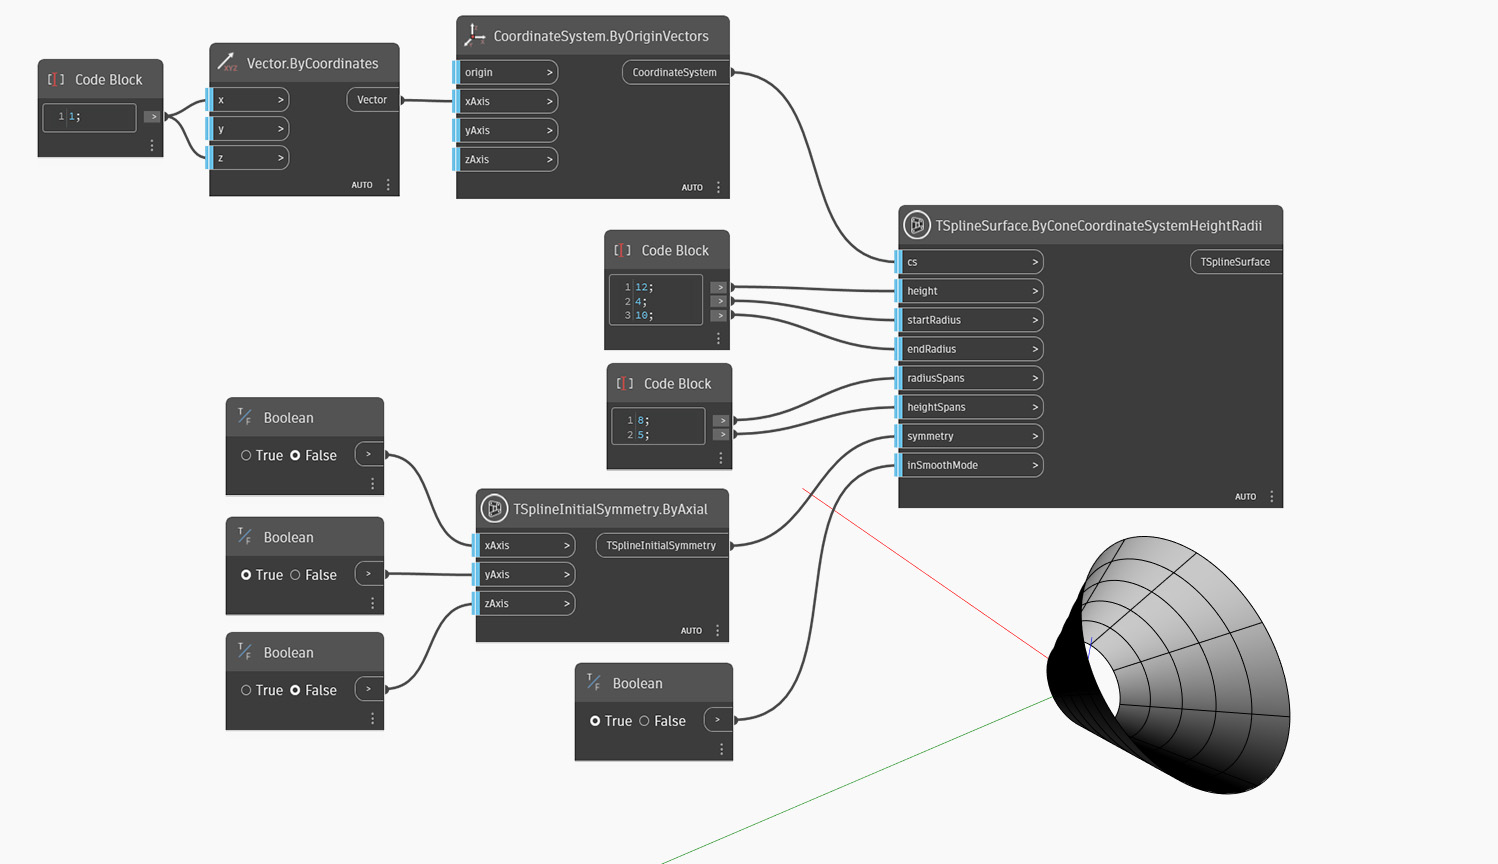 Code Block
1 1;
>
Vector.ByCoordinates
XYZ
x >
Vector
y >
z >
AUTO
CoordinateSystem.ByOriginVectors
origin >
CoordinateSystem
xAxis >
yAxis >
zAxis >
AUTO
Code Block
1 12; >
2 4; >
3 10; >
Code Block
1 8; >
2 5; >
TSplineSurface.ByConeCoordinateSystemHeightRadii
cs >
TSplineSurface
height >
startRadius >
endRadius >
radiusSpans >
heightSpans >
symmetry >
inSmoothMode >
AUTO
T/F Boolean
True False >
T/F Boolean
True False >
T/F Boolean
True False >
TSplineInitialSymmetry.ByAxial
xAxis >
TSplineInitialSymmetry
yAxis >
zAxis >
AUTO
T/F Boolean
True False >